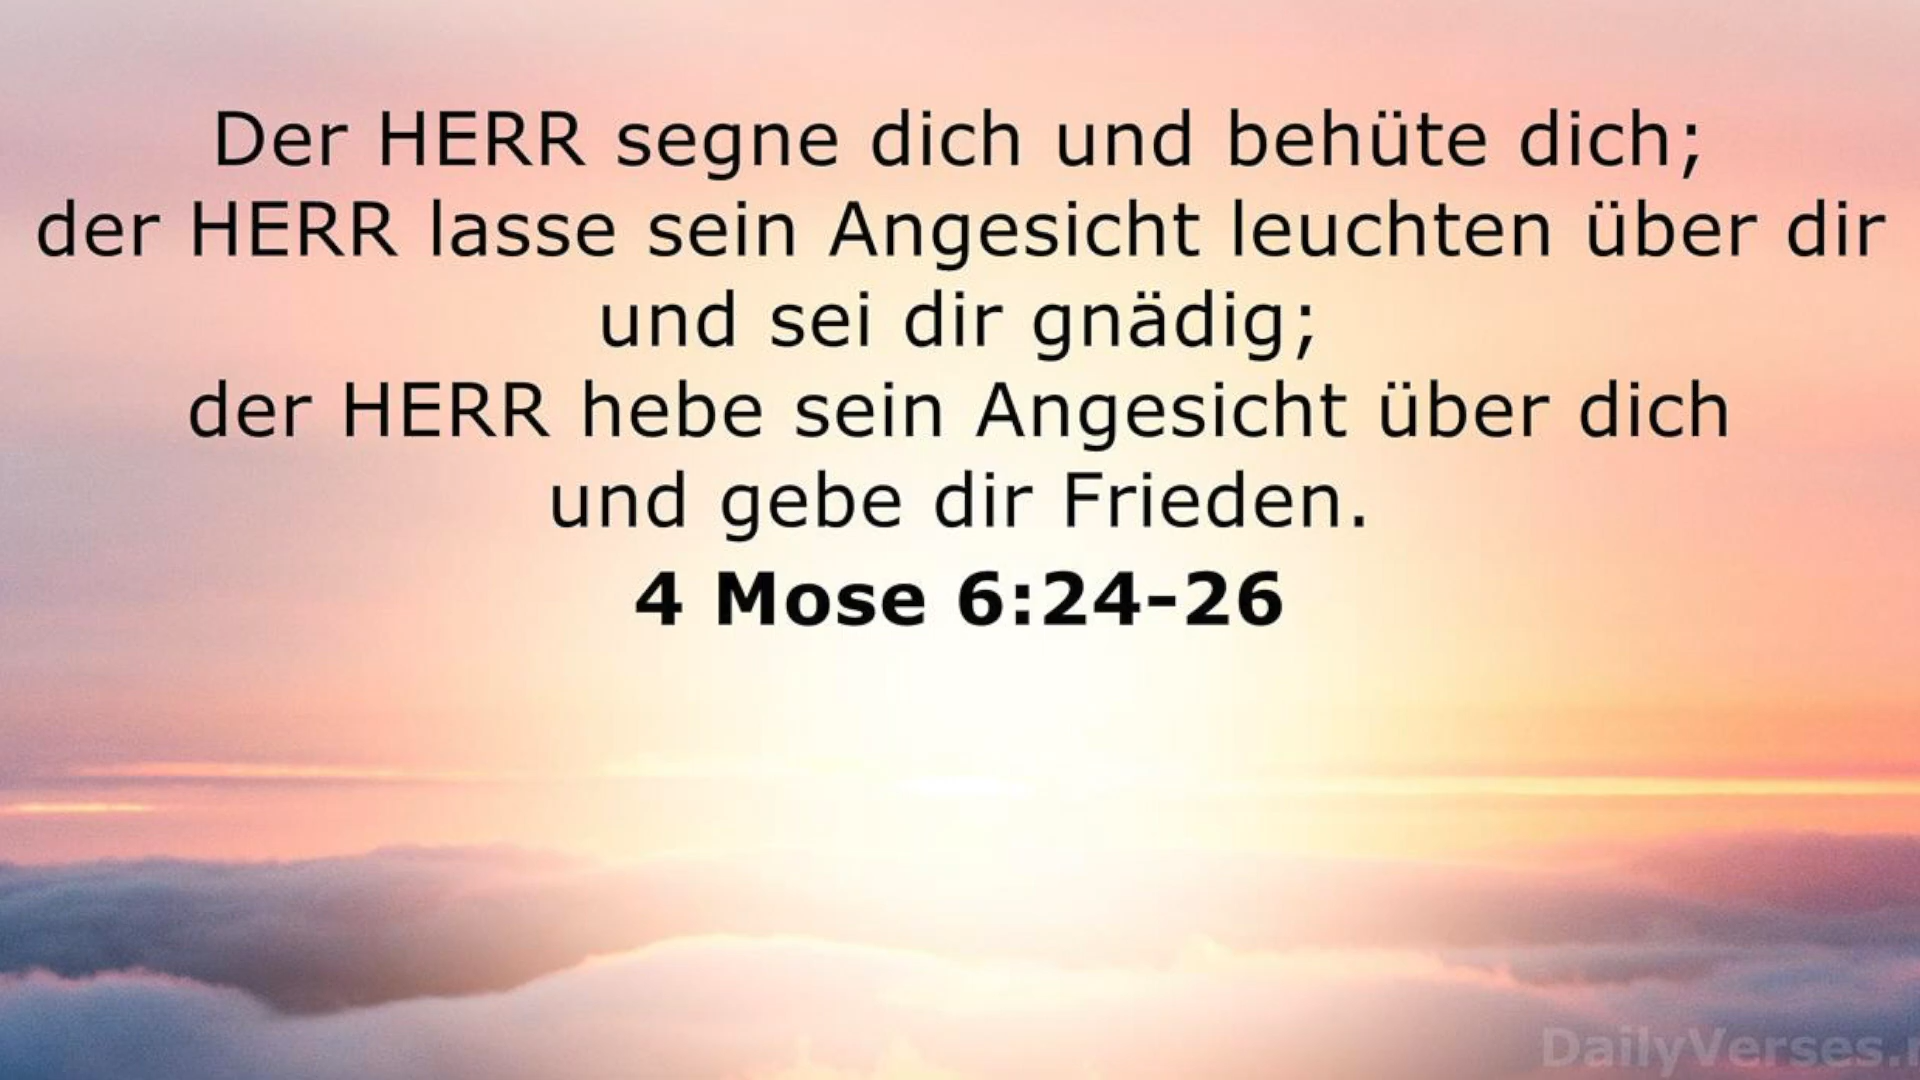 Der HERR segne dich und behüte dich;
der HERR lasse sein Angesicht leuchten über dir
und sei dir gnädig;
der HERR hebe sein Angesicht über dich
und gebe dir Frieden.
4 Mose 6:24-26
DailyVerses.